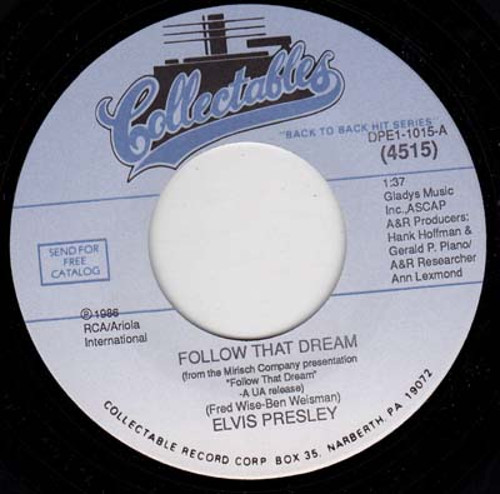 Collectables
"BACK TO BACK HIT SERIES"
DPE1-1015-A
(4515)
1:37
Gladys Music
Inc.,ASCAP
A&R Producers:
Hank Hoffman &
Gerald P. Plano/
A&R Researcher
Ann Lexmond
SEND FOR
FREE
CATALOG
℗ 1986
RCA/Ariola
International
FOLLOW THAT DREAM
(from the Mirisch Company presentation
"Follow That Dream"
-A UA release)
(Fred Wise-Ben Weisman)
ELVIS PRESLEY
COLLECTABLE RECORD CORP BOX 35, NARBERTH, PA 19072